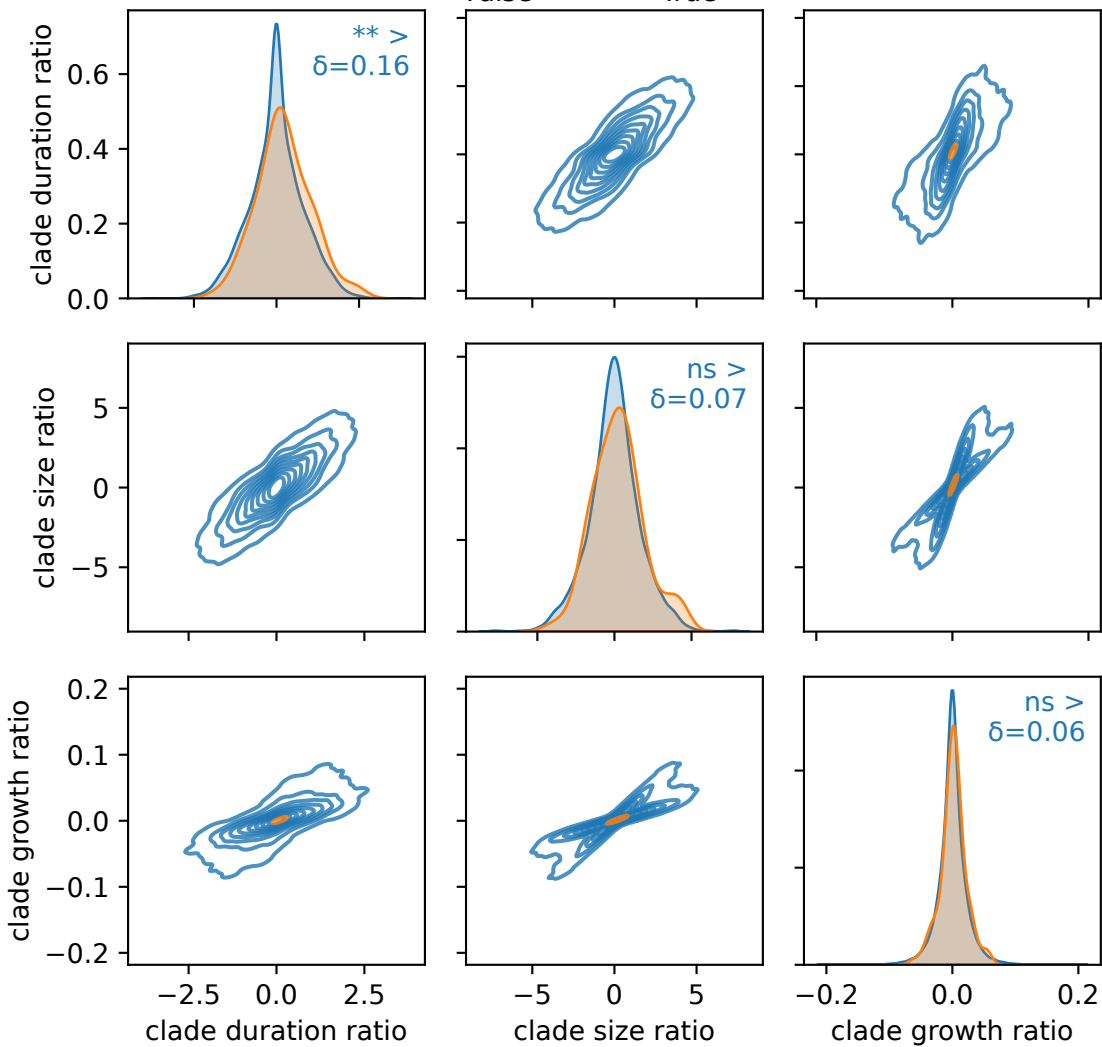 ** >
δ=0.16
clade duration ratio
0.6
0.4
0.2
0.0
ns >
δ=0.07
clade size ratio
5
0
−5
ns >
δ=0.06
clade growth ratio
0.2
0.1
0.0
−0.1
−0.2
−2.5 0.0 2.5
−5 0 5
−0.2 0.0 0.2
clade duration ratio
clade size ratio
clade growth ratio